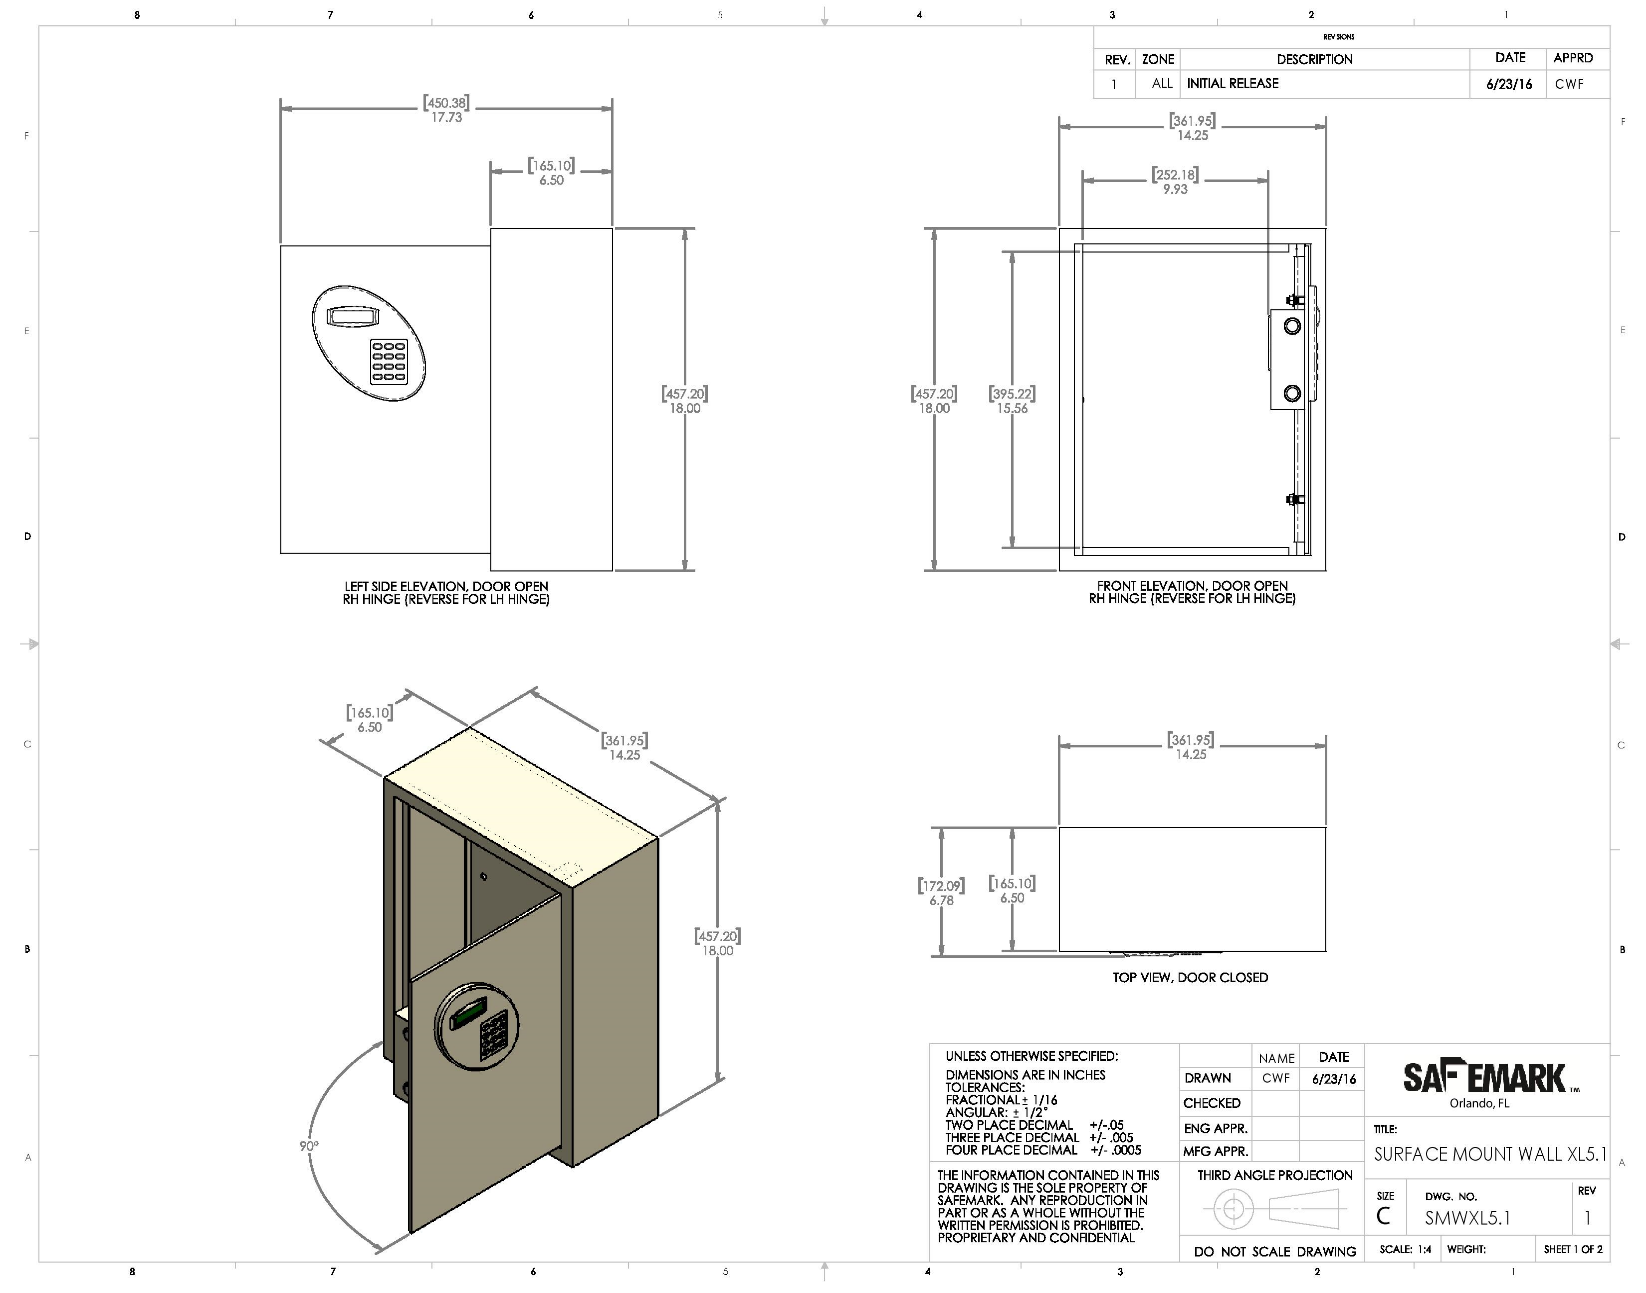 8 7 6 5 4 3 2 1
REVISIONS
REV. ZONE DESCRIPTION DATE APPRD
1 ALL INITIAL RELEASE 6/23/16 CWF
F F
E E
D D
C C
B B
A A
[450.38]
17.73
[165.10]
6.50
[457.20]
18.00
LEFT SIDE ELEVATION, DOOR OPEN
RH HINGE (REVERSE FOR LH HINGE)
[361.95]
14.25
[252.18]
9.93
[457.20]
18.00
[395.22]
15.56
FRONT ELEVATION, DOOR OPEN
RH HINGE (REVERSE FOR LH HINGE)
[165.10]
6.50
[361.95]
14.25
[457.20]
18.00
90°
[361.95]
14.25
[172.09]
6.78
[165.10]
6.50
TOP VIEW, DOOR CLOSED
UNLESS OTHERWISE SPECIFIED:
DIMENSIONS ARE IN INCHES
TOLERANCES:
FRACTIONAL ± 1/16
ANGULAR: ± 1/2°
TWO PLACE DECIMAL +/-.05
THREE PLACE DECIMAL +/- .005
FOUR PLACE DECIMAL +/- .0005
THE INFORMATION CONTAINED IN THIS
DRAWING IS THE SOLE PROPERTY OF
SAFEMARK. ANY REPRODUCTION IN
PART OR AS A WHOLE WITHOUT THE
WRITTEN PERMISSION IS PROHIBITED.
PROPRIETARY AND CONFIDENTIAL
NAME DATE
DRAWN CWF 6/23/16
CHECKED
ENG APPR.
MFG APPR.
THIRD ANGLE PROJECTION
DO NOT SCALE DRAWING
SAFEMARK TM
Orlando, FL
TITLE:
SURFACE MOUNT WALL XL5.1
SIZE DWG. NO. REV
C SMWXL5.1 1
SCALE: 1:4 WEIGHT: SHEET 1 OF 2
8 7 6 5 4 3 2 1